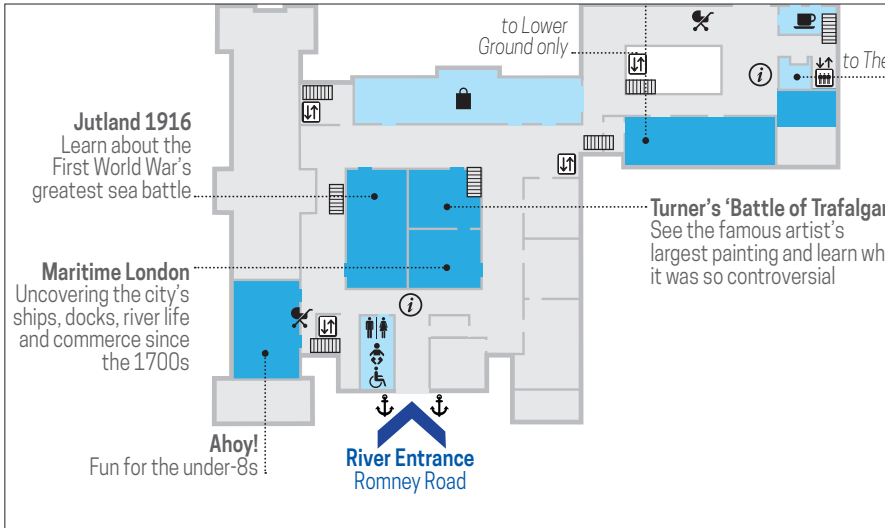 to Lower
Ground only
to The
Jutland 1916
Learn about the
First World War's
greatest sea battle
Turner's ‘Battle of Trafalgar
See the famous artist's
largest painting and learn wh
it was so controversial
Maritime London
Uncovering the city's
ships, docks, river life
and commerce since
the 1700s
Ahoy!
Fun for the under-8s
River Entrance
Romney Road